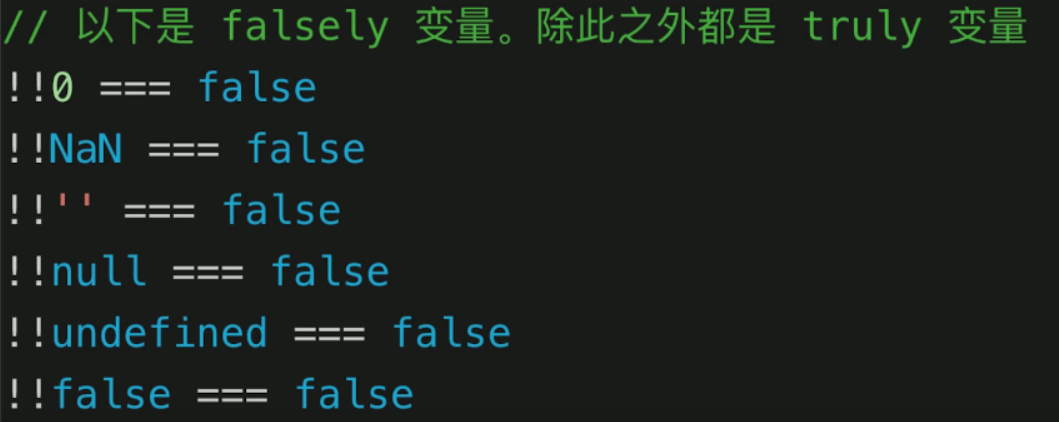 // 以下是 falsely 变量。除此之外都是 truly 变量
!!0 === false
!!NaN === false
!!'' === false
!!null === false
!!undefined === false
!!false === false